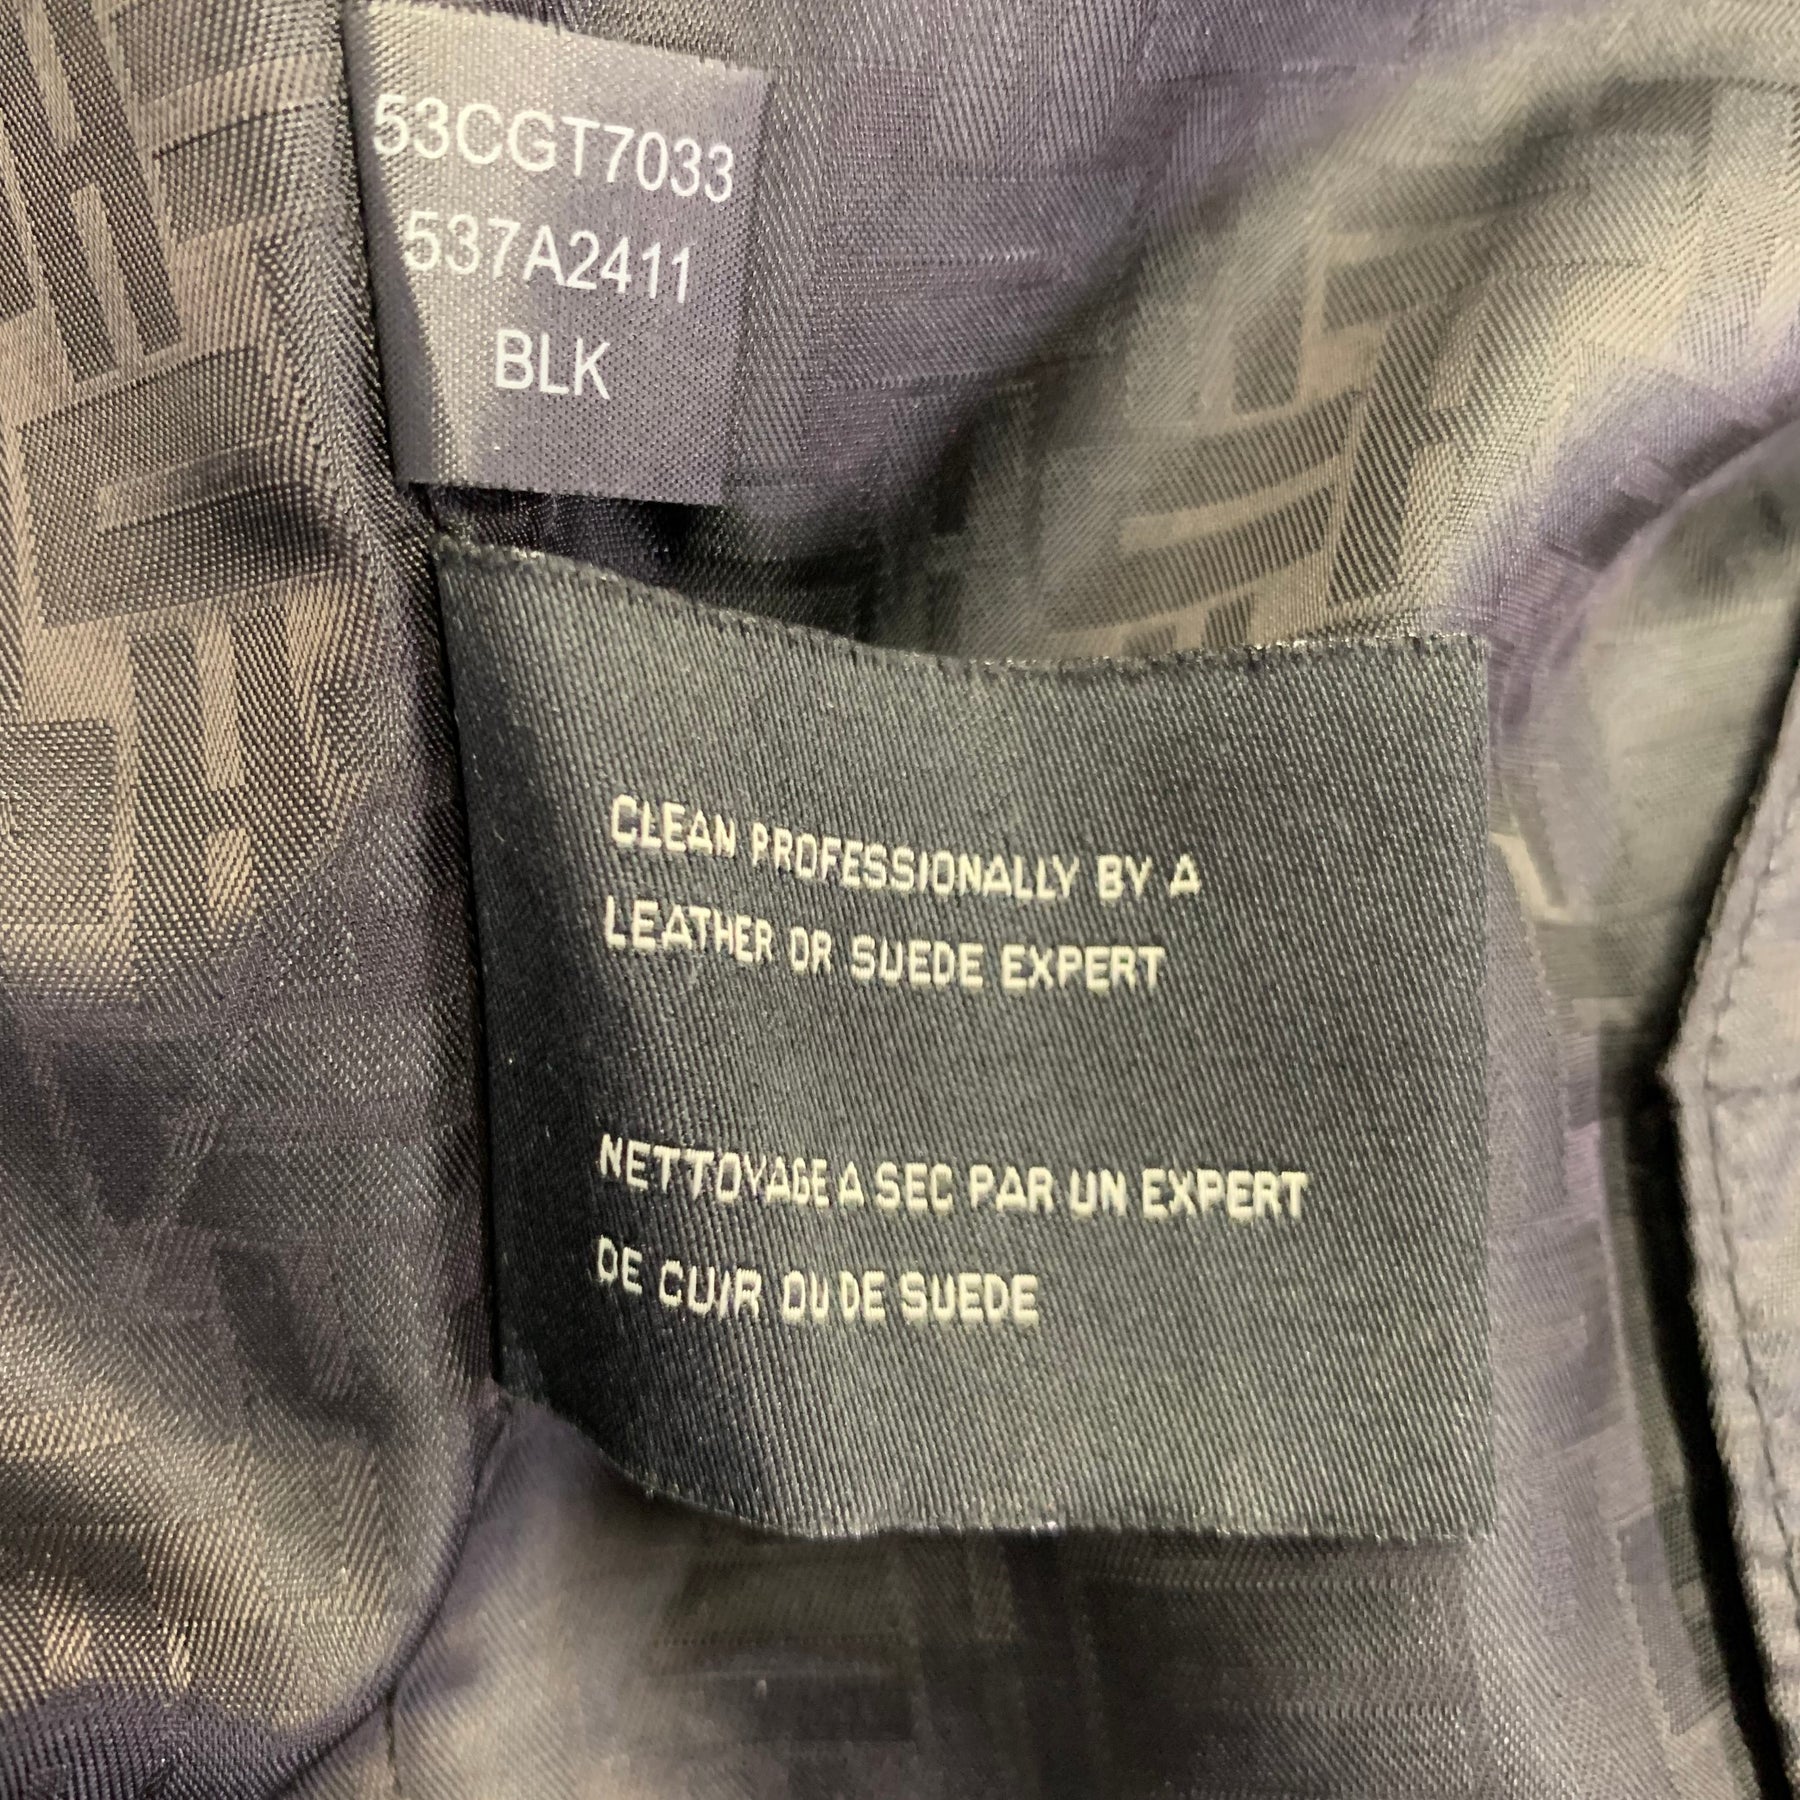 53CGT7033
537A2411
BLK
CLEAN PROFESSIONALLY BY A
LEATHER OR SUEDE EXPERT
NETTOYAGE A SEC PAR UN EXPERT
DE CUIR OU DE SUEDE